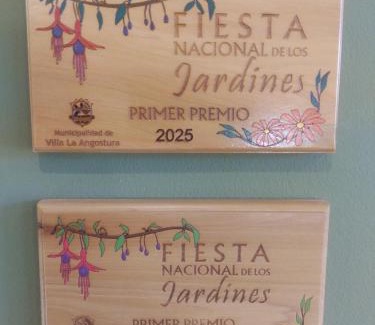 FIESTA
NACIONAL DE LOS
Jardines
PRIMER PREMIO
2025
Municipalidad de
Villa La Angostura
FIESTA
NACIONAL DE LOS
Jardines
PRIMER PREMIO